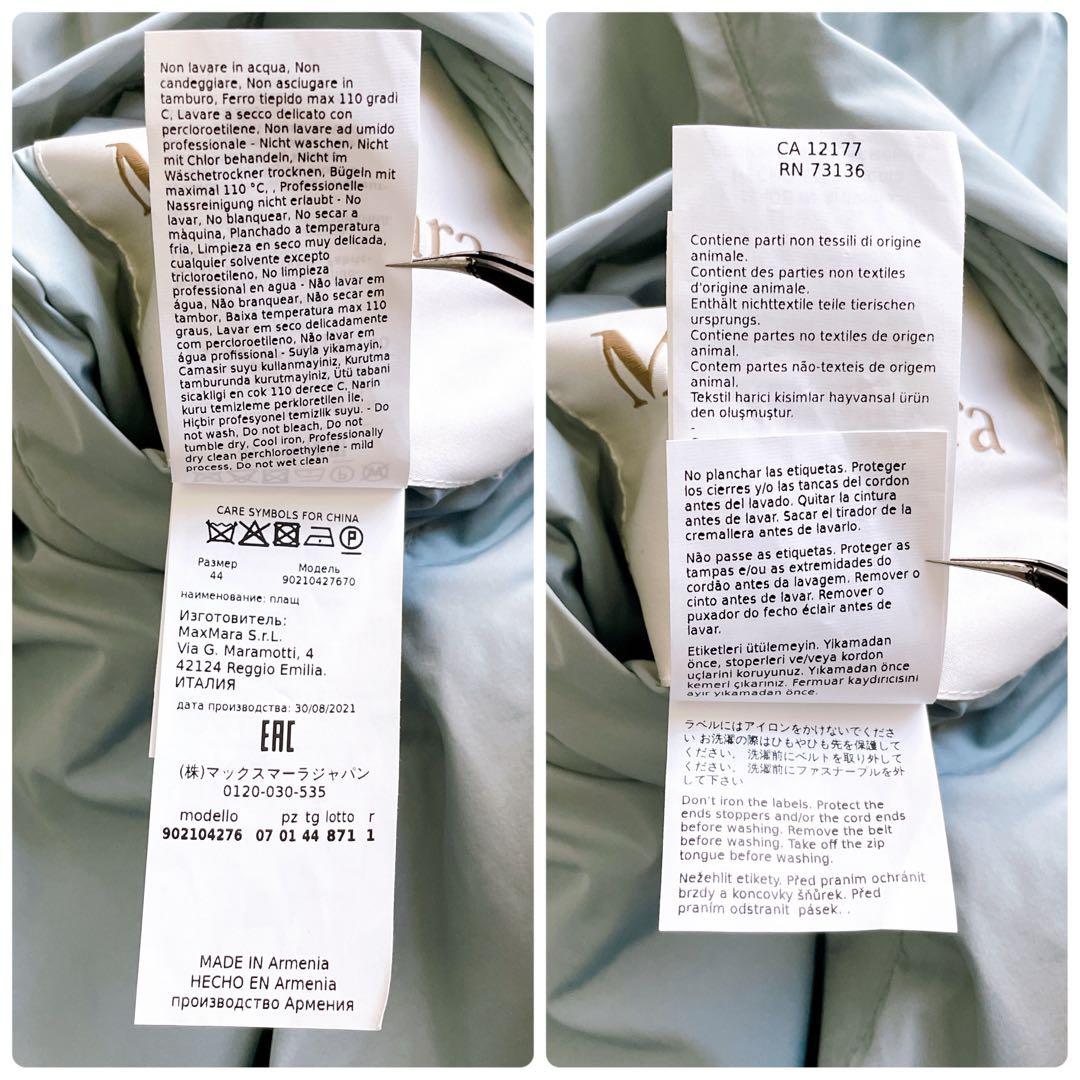 Non lavare in acqua, Non
candeggiare, Non asciugare in
tamburo, Ferro tiepido max 110 gradi
C, Lavare a secco delicato con
percloroetilene, Non lavare ad umido
professionale - Nicht waschen, Nicht
mit Chlor behandeln, Nicht im
Wäschetrockner trocknen, Bügeln mit
maximal 110 °C, , Professionelle
Nassreinigung nicht erlaubt - No
lavar, No blanquear, No secar a
màquina, Planchado a temperatura
fria, Limpieza en seco muy delicada,
cualquier solvente excepto
tricloroetileno, No limpieza
professional en agua - Não lavar em
água, Não branquear, Não secar em
tambor, Baixa temperatura max 110
graus, Lavar em seco delicadamente
com percloroetileno, Não lavar em
água profissional - Suyla yikamayin,
Camasir suyu kullanmayiniz, Kurutma
tamburunda kurutmayiniz, Ütü tabani
sicakligi en cok 110 derece C, Narin
kuru temizleme perkloretilen ile,
Hiçbir profesyonel temizlik suyu. - Do
not wash, Do not bleach, Do not
tumble dry, Cool iron, Professionally
dry clean perchloroethylene - mild
process, Do not wet clean
CARE SYMBOLS FOR CHINA
P
Размер Модель
44 90210427670
наименование: плащ
Изготовитель:
MaxMara S.r.L.
Via G. Maramotti, 4
42124 Reggio Emilia.
ИТАЛИЯ
дата производства: 30/08/2021
EAC
(株)マックスマーラジャパン
0120-030-535
modello pz tg lotto r
902104276 07 01 44 871 1
MADE IN Armenia
HECHO EN Armenia
производство Армения
CA 12177
RN 73136
Contiene parti non tessili di origine
animale.
Contient des parties non textiles
d'origine animale.
Enthält nichttextile teile tierischen
ursprungs.
Contiene partes no textiles de origen
animal.
Contem partes não-texteis de origem
animal.
Tekstil harici kisimlar hayvansal ürün
den oluşmuştur.
-
No planchar las etiquetas. Proteger
los cierres y/o las tancas del cordon
antes del lavado. Quitar la cintura
antes de lavar. Sacar el tirador de la
cremallera antes de lavarlo.
Não passe as etiquetas. Proteger as
tampas e/ou as extremidades do
cordão antes da lavagem. Remover o
cinto antes de lavar. Remover o
puxador do fecho éclair antes de
lavar.
Etiketleri ütülemeyin. Yikamadan
önce, stoperleri ve/veya kordon
uçlarini koruyunuz. Yikamadan önce
kemeri çikariniz. Fermuar kaydiricisini
ayir yikamadan önce.
ラベルにはアイロンをかけないでくださ
い お洗濯の際はひもやひも先を保護して
ください。 洗濯前にベルトを取り外して
ください。 洗濯前にファスナープルを外
して下さい
Don't iron the labels. Protect the
ends stoppers and/or the cord ends
before washing. Remove the belt
before washing. Take off the zip
tongue before washing.
Nežehlit etikety. Před praním ochránit
brzdy a koncovky šňůrek. Před
praním odstranit pásek. .